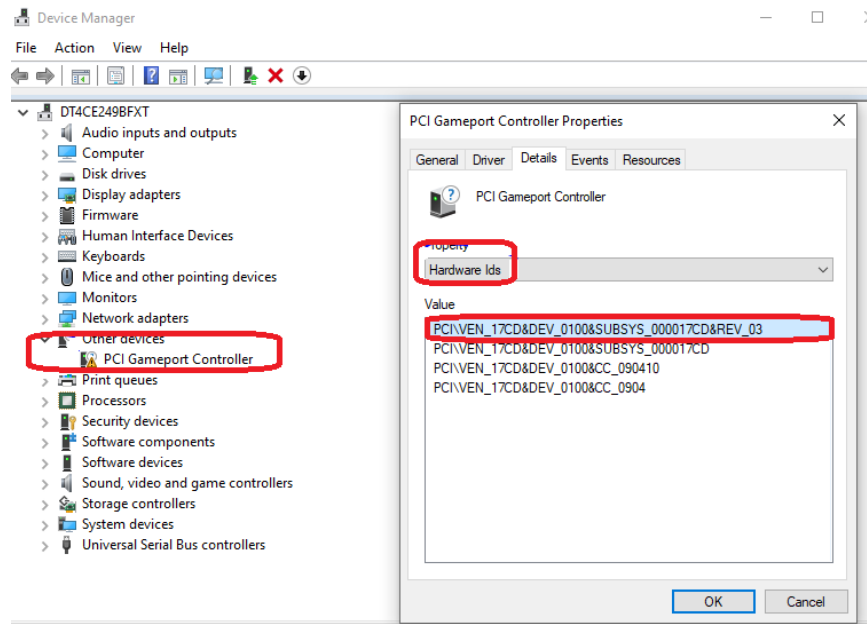 Device Manager
File Action View Help
DT4CE249BFXT
Audio inputs and outputs
Computer
Disk drives
Display adapters
Firmware
Human Interface Devices
Keyboards
Mice and other pointing devices
Monitors
Network adapters
Other devices
PCI Gameport Controller
Print queues
Processors
Security devices
Software components
Software devices
Sound, video and game controllers
Storage controllers
System devices
Universal Serial Bus controllers
PCI Gameport Controller Properties
General Driver Details Events Resources
PCI Gameport Controller
Property
Hardware Ids
Value
PCI\VEN_17CD&DEV_0100&SUBSYS_000017CD&REV_03
PCI\VEN_17CD&DEV_0100&SUBSYS_000017CD
PCI\VEN_17CD&DEV_0100&CC_090410
PCI\VEN_17CD&DEV_0100&CC_0904
OK Cancel